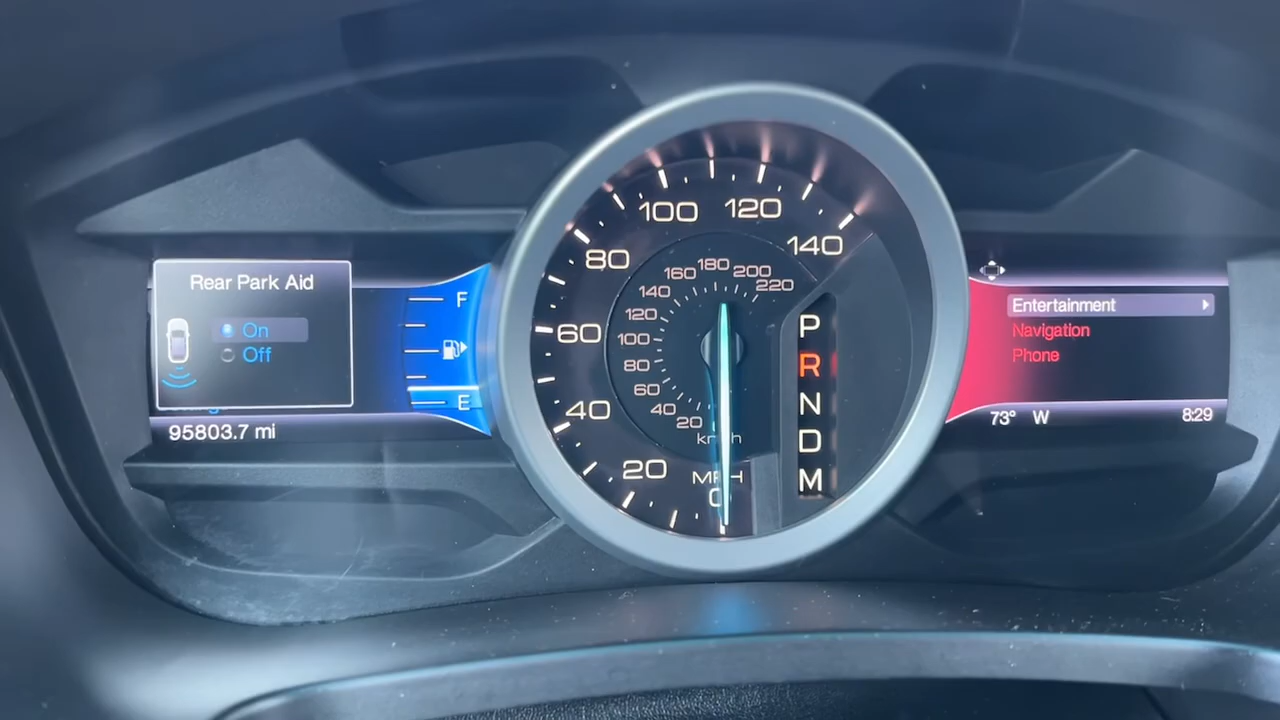 Rear Park Aid
On
Off
95803.7 mi
F
E
0
20
40
60
80
100
120
140
MPH
20
40
60
80
100
120
140
160
180
200
220
km/h
P
R
N
D
M
Entertainment
Navigation
Phone
73° W
8:29